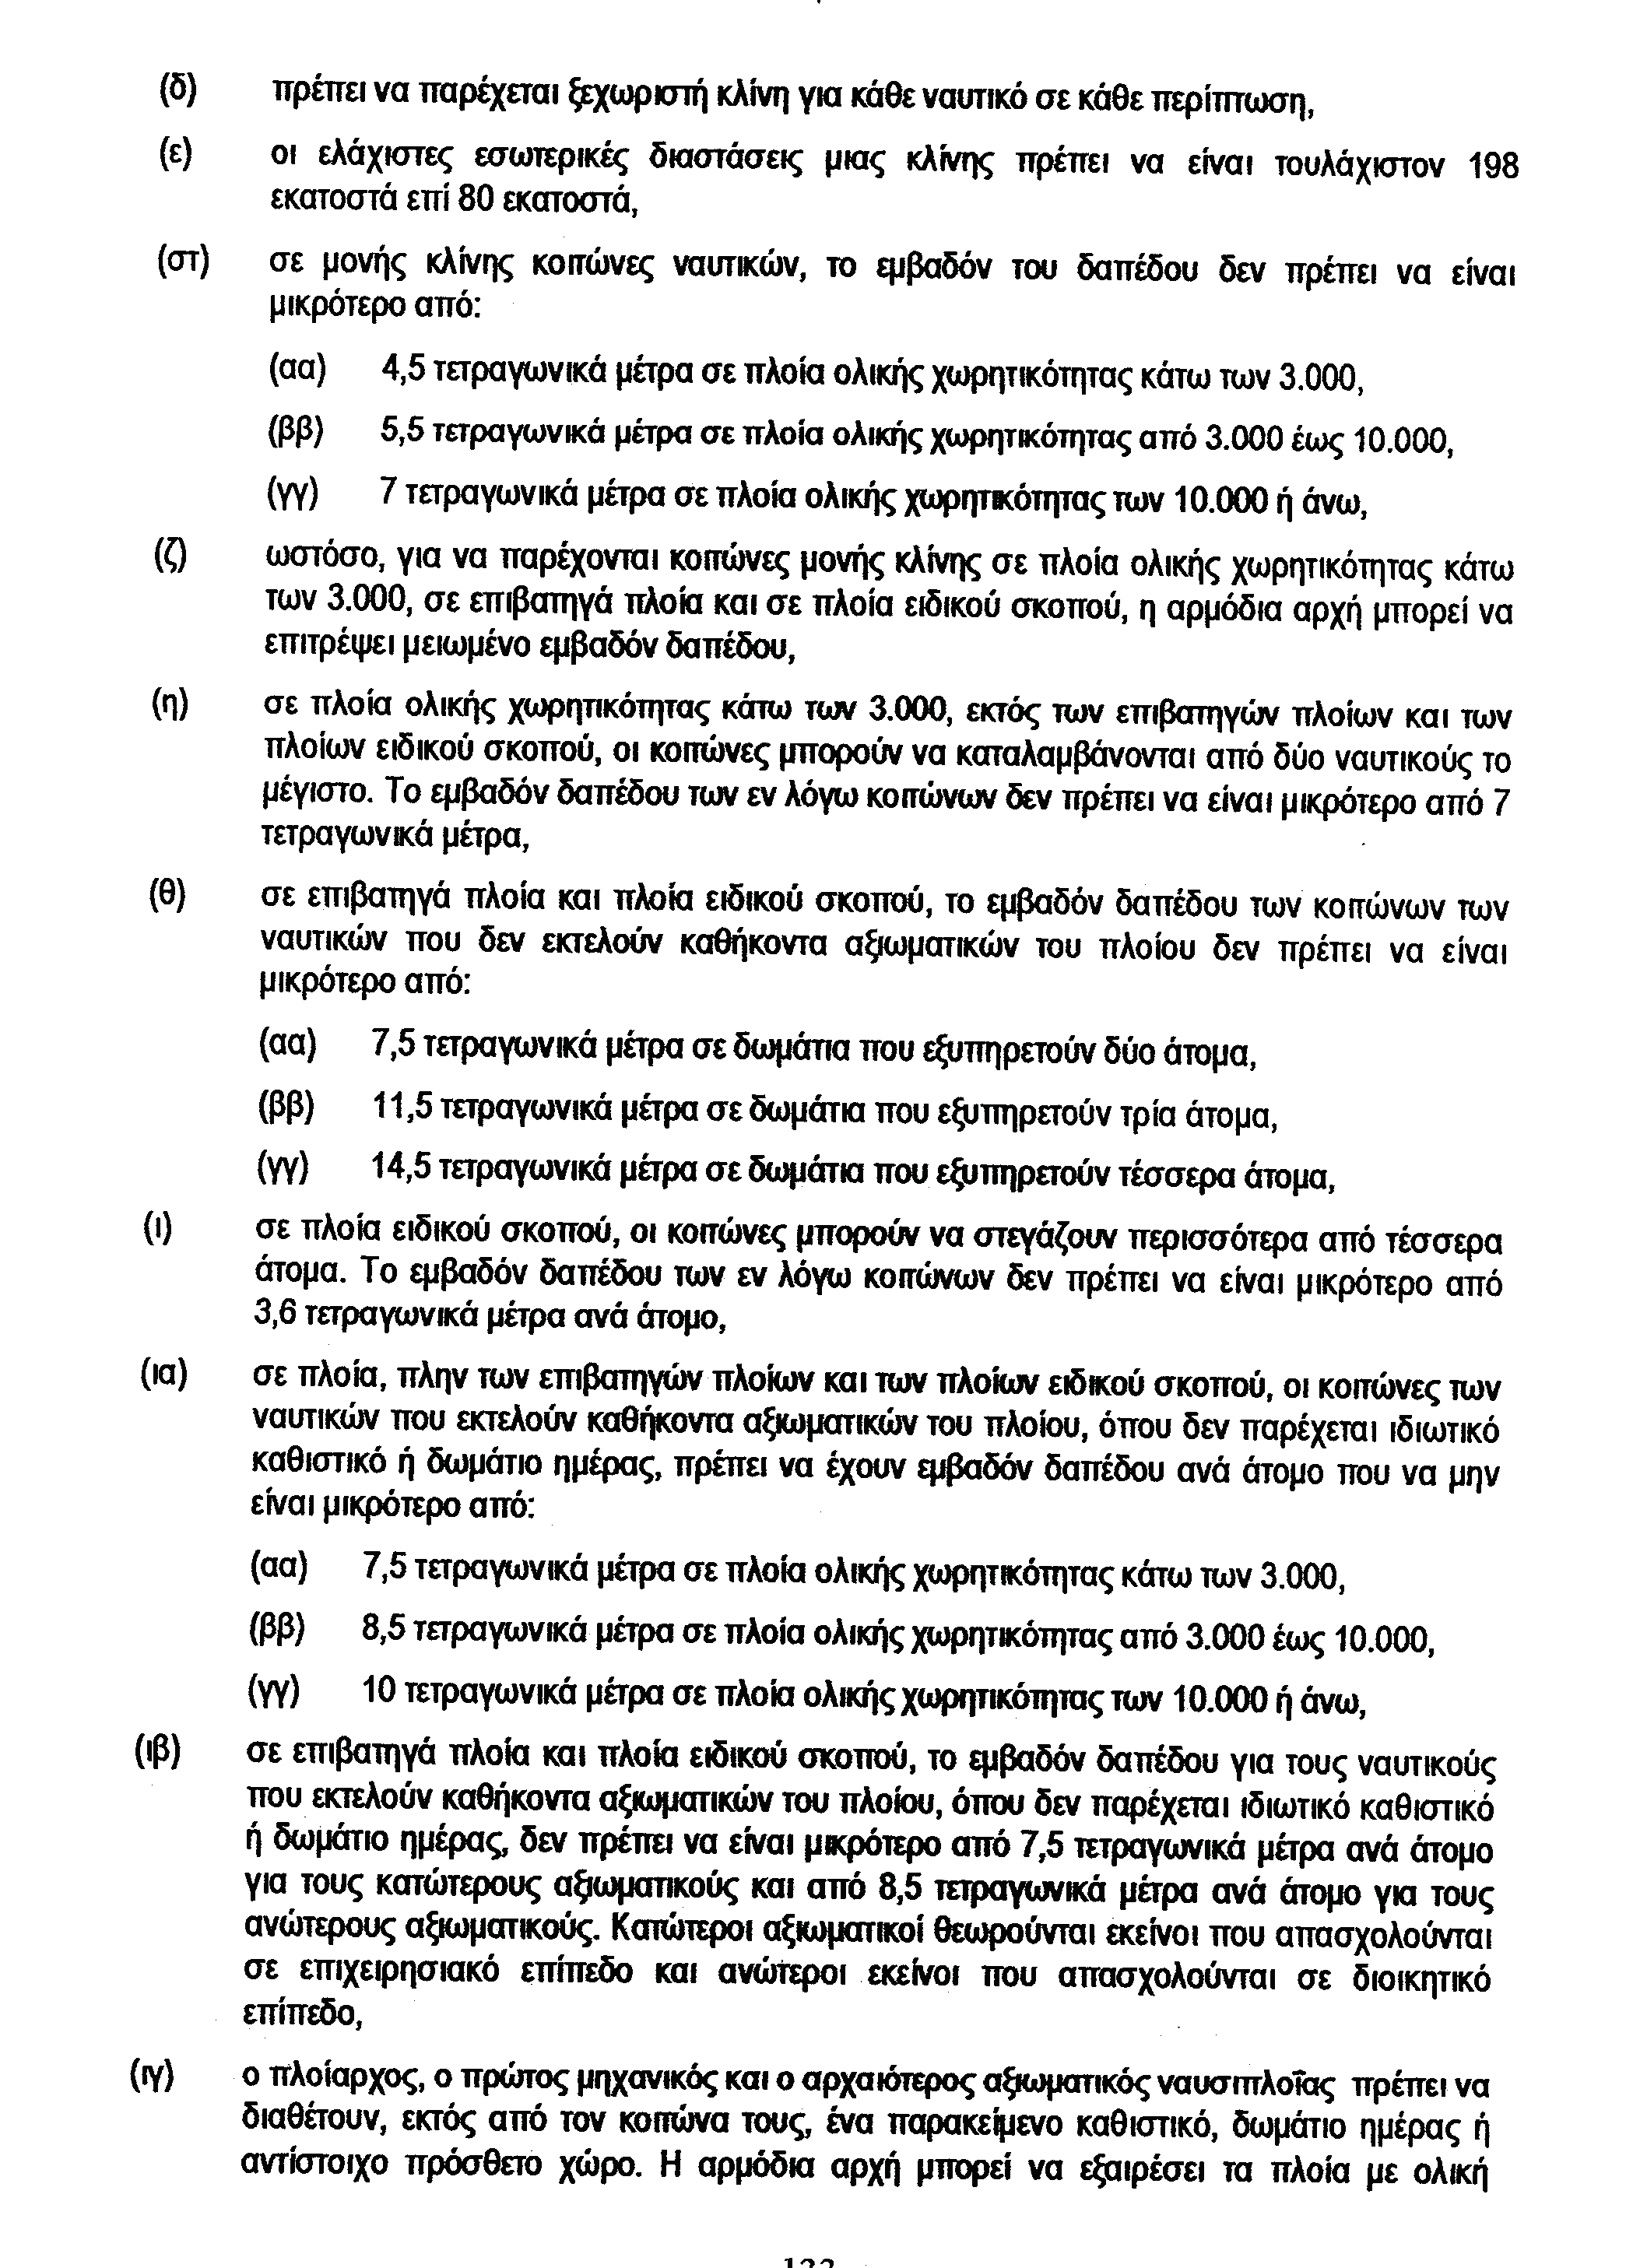 (δ) πρέπει να παρέχεται ξεχωριστή κλίνη για κάθε ναυτικό σε κάθε περίπτωση,
(ε) οι ελάχιστες εσωτερικές διαστάσεις μιας κλίνης πρέπει να είναι τουλάχιστον 198
εκατοστά επί 80 εκατοστά,
(στ) σε μονής κλίνης κοιτώνες ναυτικών, το εμβαδόν του δαπέδου δεν πρέπει να είναι
μικρότερο από:
(αα) 4,5 τετραγωνικά μέτρα σε πλοία ολικής χωρητικότητας κάτω των 3.000,
(ββ) 5,5 τετραγωνικά μέτρα σε πλοία ολικής χωρητικότητας από 3.000 έως 10.000,
(γγ) 7 τετραγωνικά μέτρα σε πλοία ολικής χωρητικότητας των 10.000 ή άνω,
(ζ) ωστόσο, για να παρέχονται κοιτώνες μονής κλίνης σε πλοία ολικής χωρητικότητας κάτω
των 3.000, σε επιβατηγά πλοία και σε πλοία ειδικού σκοπού, η αρμόδια αρχή μπορεί να
επιτρέψει μειωμένο εμβαδόν δαπέδου,
(η) σε πλοία ολικής χωρητικότητας κάτω των 3.000, εκτός των επιβατηγών πλοίων και των
πλοίων ειδικού σκοπού, οι κοιτώνες μπορούν να καταλαμβάνονται από δύο ναυτικούς το
μέγιστο. Το εμβαδόν δαπέδου των εν λόγω κοιτώνων δεν πρέπει να είναι μικρότερο από 7
τετραγωνικά μέτρα,
(θ) σε επιβατηγά πλοία και πλοία ειδικού σκοπού, το εμβαδόν δαπέδου των κοιτώνων των
ναυτικών που δεν εκτελούν καθήκοντα αξιωματικών του πλοίου δεν πρέπει να είναι
μικρότερο από:
(αα) 7,5 τετραγωνικά μέτρα σε δωμάτια που εξυπηρετούν δύο άτομα,
(ββ) 11,5 τετραγωνικά μέτρα σε δωμάτια που εξυπηρετούν τρία άτομα,
(γγ) 14,5 τετραγωνικά μέτρα σε δωμάτια που εξυπηρετούν τέσσερα άτομα,
(ι) σε πλοία ειδικού σκοπού, οι κοιτώνες μπορούν να στεγάζουν περισσότερα από τέσσερα
άτομα. Το εμβαδόν δαπέδου των εν λόγω κοιτώνων δεν πρέπει να είναι μικρότερο από
3,6 τετραγωνικά μέτρα ανά άτομο,
(ια) σε πλοία, πλην των επιβατηγών πλοίων και των πλοίων ειδικού σκοπού, οι κοιτώνες των
ναυτικών που εκτελούν καθήκοντα αξιωματικών του πλοίου, όπου δεν παρέχεται ιδιωτικό
καθιστικό ή δωμάτιο ημέρας, πρέπει να έχουν εμβαδόν δαπέδου ανά άτομο που να μην
είναι μικρότερο από:
(αα) 7,5 τετραγωνικά μέτρα σε πλοία ολικής χωρητικότητας κάτω των 3.000,
(ββ) 8,5 τετραγωνικά μέτρα σε πλοία ολικής χωρητικότητας από 3.000 έως 10.000,
(γγ) 10 τετραγωνικά μέτρα σε πλοία ολικής χωρητικότητας των 10.000 ή άνω,
(ιβ) σε επιβατηγά πλοία και πλοία ειδικού σκοπού, το εμβαδόν δαπέδου για τους ναυτικούς
που εκτελούν καθήκοντα αξιωματικών του πλοίου, όπου δεν παρέχεται ιδιωτικό καθιστικό
ή δωμάτιο ημέρας, δεν πρέπει να είναι μικρότερο από 7,5 τετραγωνικά μέτρα ανά άτομο
για τους κατώτερους αξιωματικούς και από 8,5 τετραγωνικά μέτρα ανά άτομο για τους
ανώτερους αξιωματικούς. Κατώτεροι αξιωματικοί θεωρούνται εκείνοι που απασχολούνται
σε επιχειρησιακό επίπεδο και ανώτεροι εκείνοι που απασχολούνται σε διοικητικό
επίπεδο,
(ιγ) ο πλοίαρχος, ο πρώτος μηχανικός και ο αρχαιότερος αξιωματικός ναυσιπλοΐας πρέπει να
διαθέτουν, εκτός από τον κοιτώνα τους, ένα παρακείμενο καθιστικό, δωμάτιο ημέρας ή
αντίστοιχο πρόσθετο χώρο. Η αρμόδια αρχή μπορεί να εξαιρέσει τα πλοία με ολική